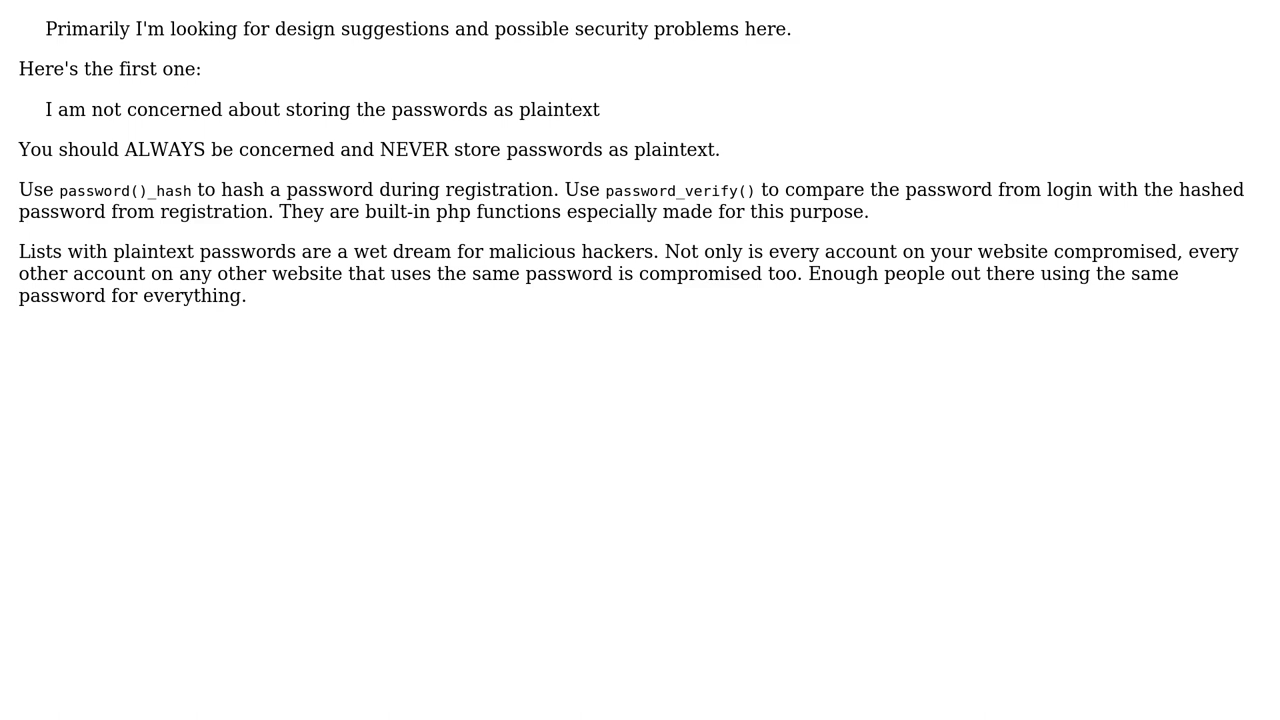 Primarily I'm looking for design suggestions and possible security problems here.
Here's the first one:
I am not concerned about storing the passwords as plaintext
You should ALWAYS be concerned and NEVER store passwords as plaintext.
Use password()_hash to hash a password during registration. Use password_verify() to compare the password from login with the hashed
password from registration. They are built-in php functions especially made for this purpose.
Lists with plaintext passwords are a wet dream for malicious hackers. Not only is every account on your website compromised, every
other account on any other website that uses the same password is compromised too. Enough people out there using the same
password for everything.